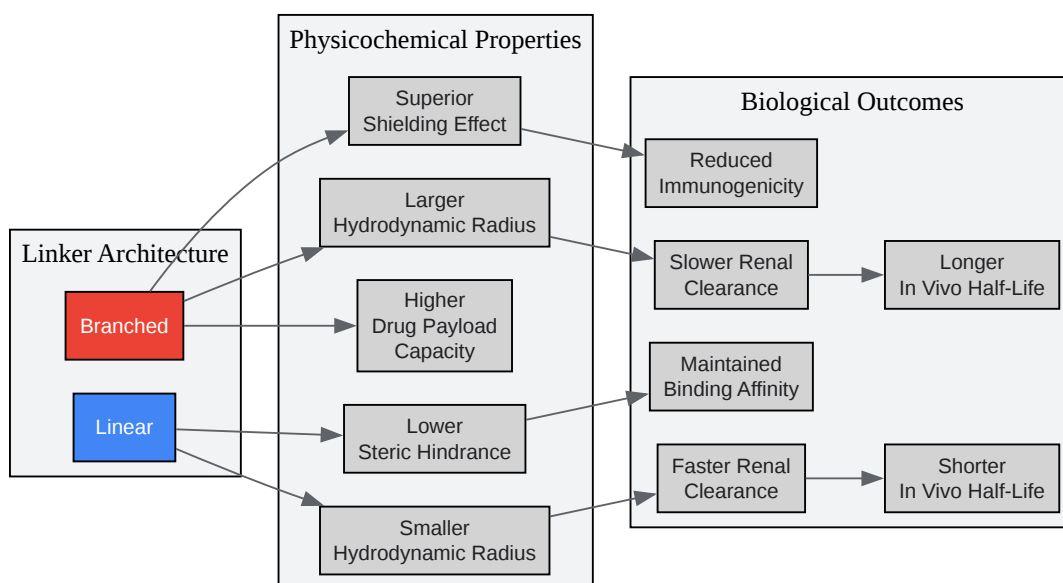 Linker Architecture
Branched
Linear
Physicochemical Properties
Superior
Shielding Effect
Larger
Hydrodynamic Radius
Higher
Drug Payload
Capacity
Lower
Steric Hindrance
Smaller
Hydrodynamic Radius
Biological Outcomes
Reduced
Immunogenicity
Slower Renal
Clearance
Longer
In Vivo Half-Life
Maintained
Binding Affinity
Faster Renal
Clearance
Shorter
In Vivo Half-Life